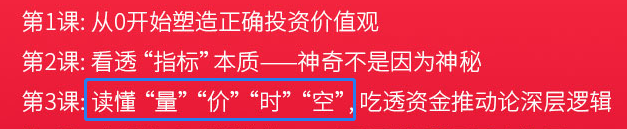 第1课: 从0开始塑造正确投资价值观
第2课: 看透“指标”本质——神奇不是因为神秘
第3课: 读懂“量”“价”“时”“空”, 吃透资金推动论深层逻辑